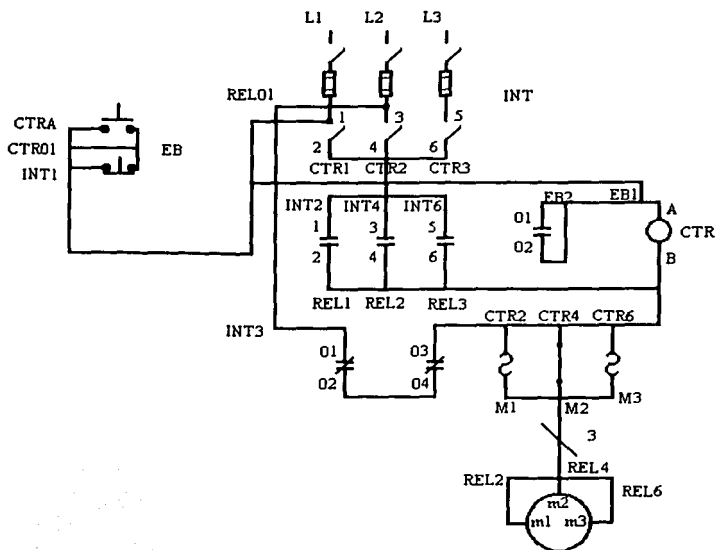 L1 L2 L3
REL01 INT
1 3 5
CTRA
CTR01 EB
INT1
2 4 6
CTR1 CTR2 CTR3
EB2 EB1
INT2 INT4 INT6
A
01
1 3 5
CTR
02
2 4 6
B
REL1 REL2 REL3
CTR2 CTR4 CTR6
INT3
01 03
02 04
M1 M2 M3
3
REL4
REL2 REL6
m2
m1 m3